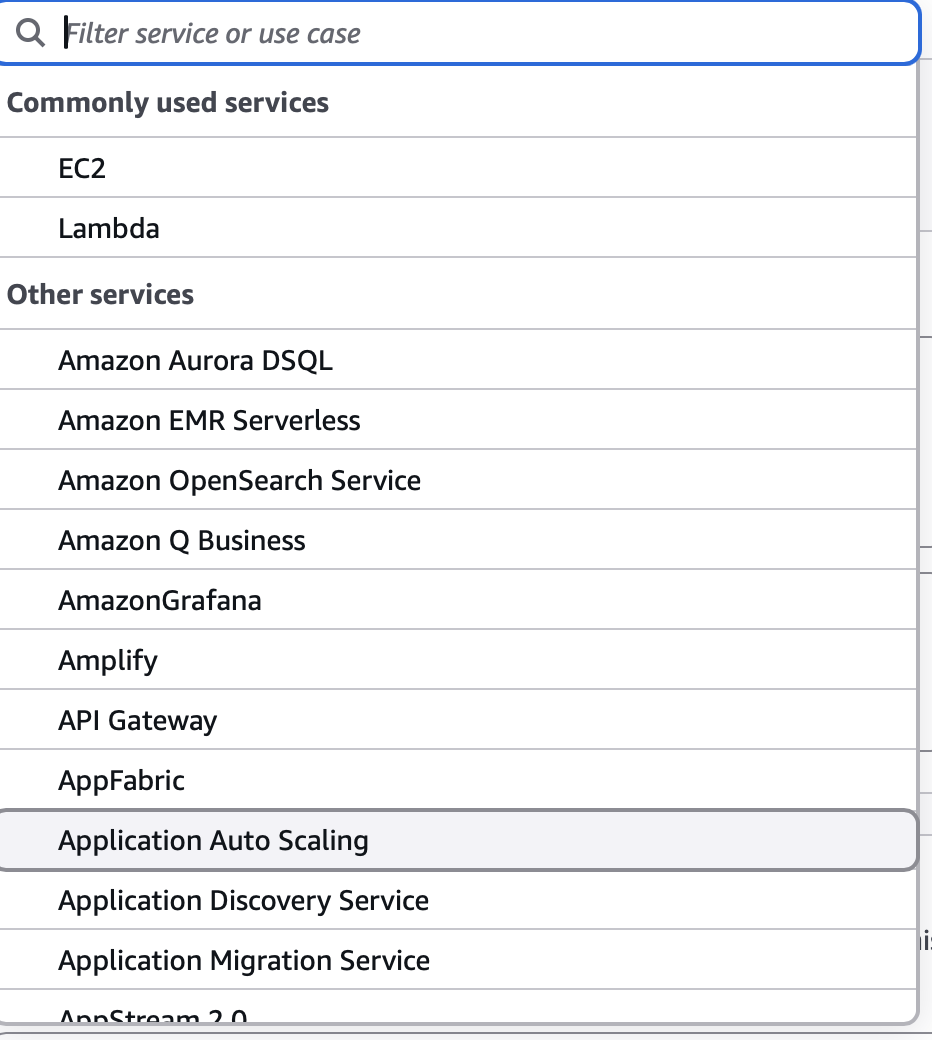 Filter service or use case
Commonly used services
EC2
Lambda
Other services
Amazon Aurora DSQL
Amazon EMR Serverless
Amazon OpenSearch Service
Amazon Q Business
AmazonGrafana
Amplify
API Gateway
AppFabric
Application Auto Scaling
Application Discovery Service
Application Migration Service
AppStream 2.0